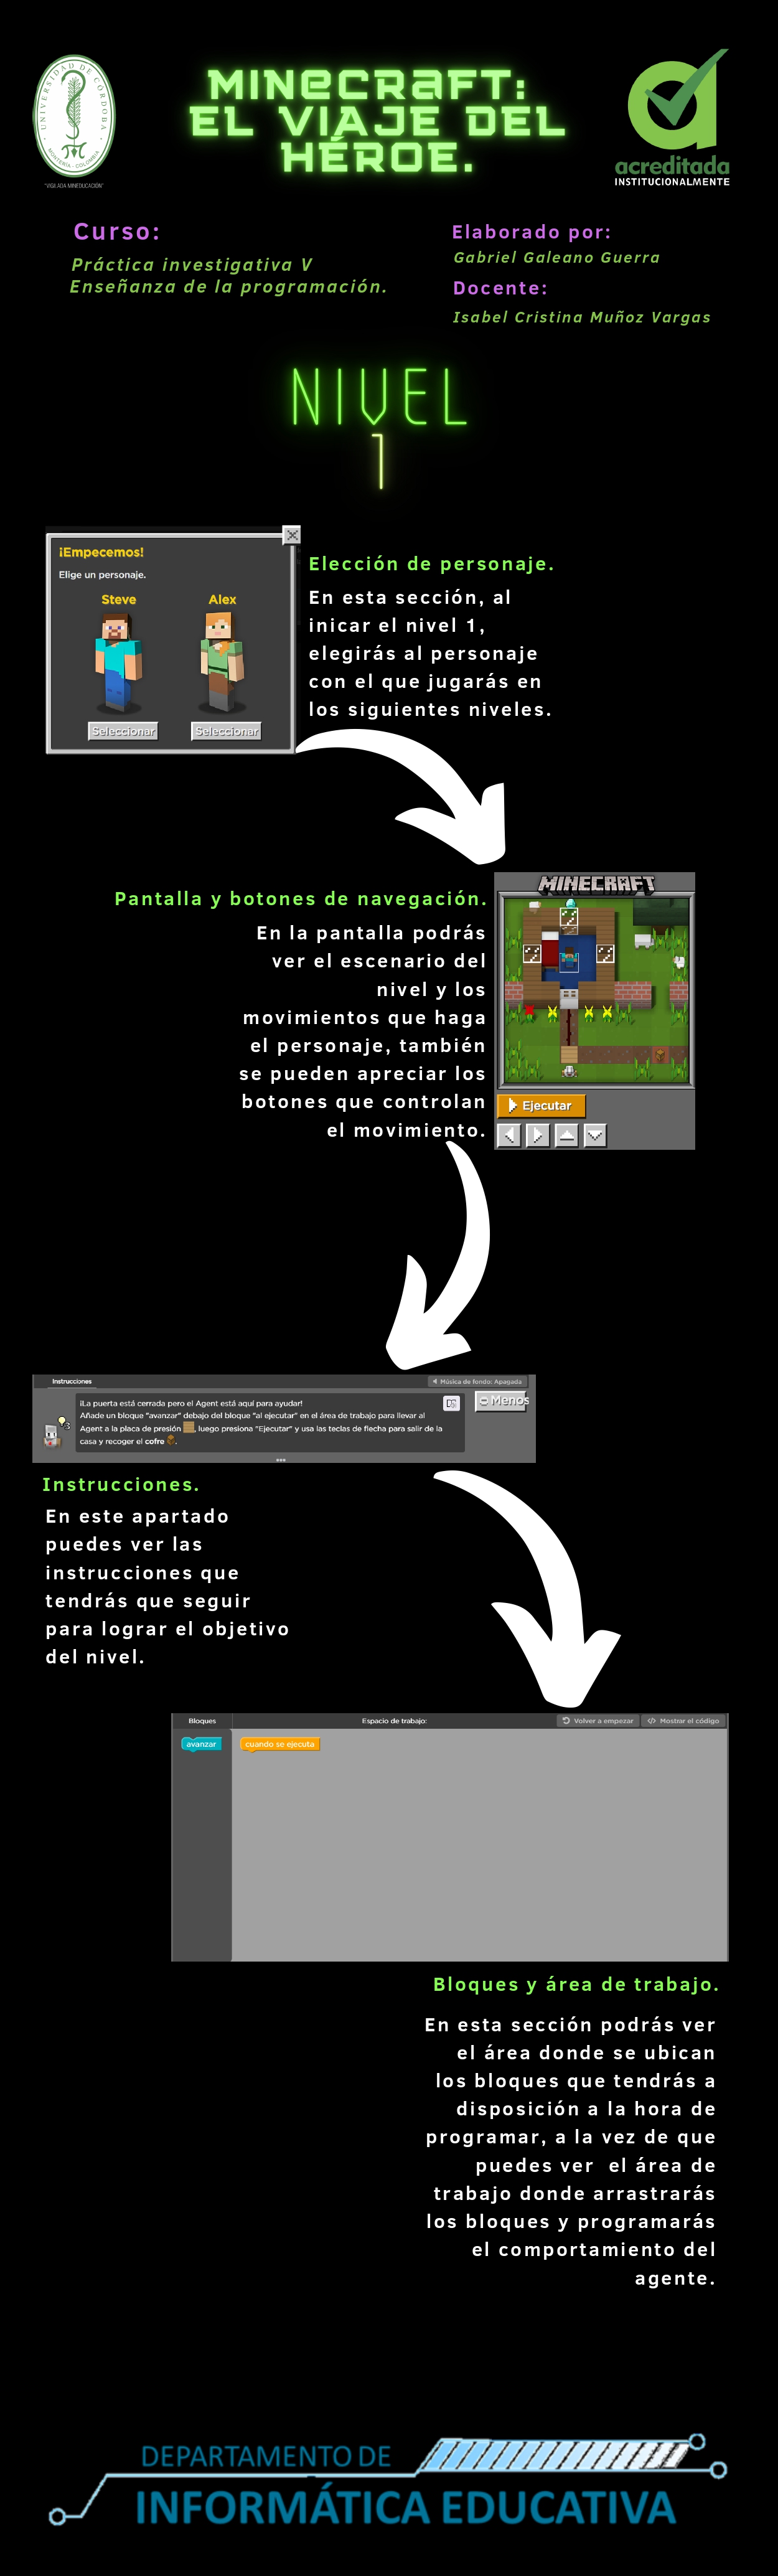 UNIVERSIDAD DE CÓRDOBA
MONTERÍA - COLOMBIA
"VIGILADA MINEDUCACIÓN"
MINECRAFT:
EL VIAJE DEL
HÉROE.
acreditada
INSTITUCIONALMENTE
Curso:
Práctica investigativa V
Enseñanza de la programación.
Elaborado por:
Gabriel Galeano Guerra
Docente:
Isabel Cristina Muñoz Vargas
NIVEL
1
¡Empecemos!
Elige un personaje.
Steve Alex
Seleccionar Seleccionar
Elección de personaje.
En esta sección, al
inicar el nivel 1,
elegirás al personaje
con el que jugarás en
los siguientes niveles.
Pantalla y botones de navegación.
En la pantalla podrás
ver el escenario del
nivel y los
movimientos que haga
el personaje, también
se pueden apreciar los
botones que controlan
el movimiento.
MINECRAFT
Ejecutar
Instrucciones
Música de fondo: Apagada
¡La puerta está cerrada pero el Agent está aquí para ayudar!
Añade un bloque "avanzar" debajo del bloque "al ejecutar" en el área de trabajo para llevar al
Agent a la placa de presión , luego presiona "Ejecutar" y usa las teclas de flecha para salir de la
casa y recoger el cofre .
Menos
Instrucciones.
En este apartado
puedes ver las
instrucciones que
tendrás que seguir
para lograr el objetivo
del nivel.
Bloques
Espacio de trabajo:
Volver a empezar
Mostrar el código
avanzar
cuando se ejecuta
Bloques y área de trabajo.
En esta sección podrás ver
el área donde se ubican
los bloques que tendrás a
disposición a la hora de
programar, a la vez de que
puedes ver el área de
trabajo donde arrastrarás
los bloques y programarás
el comportamiento del
agente.
DEPARTAMENTO DE
INFORMÁTICA EDUCATIVA